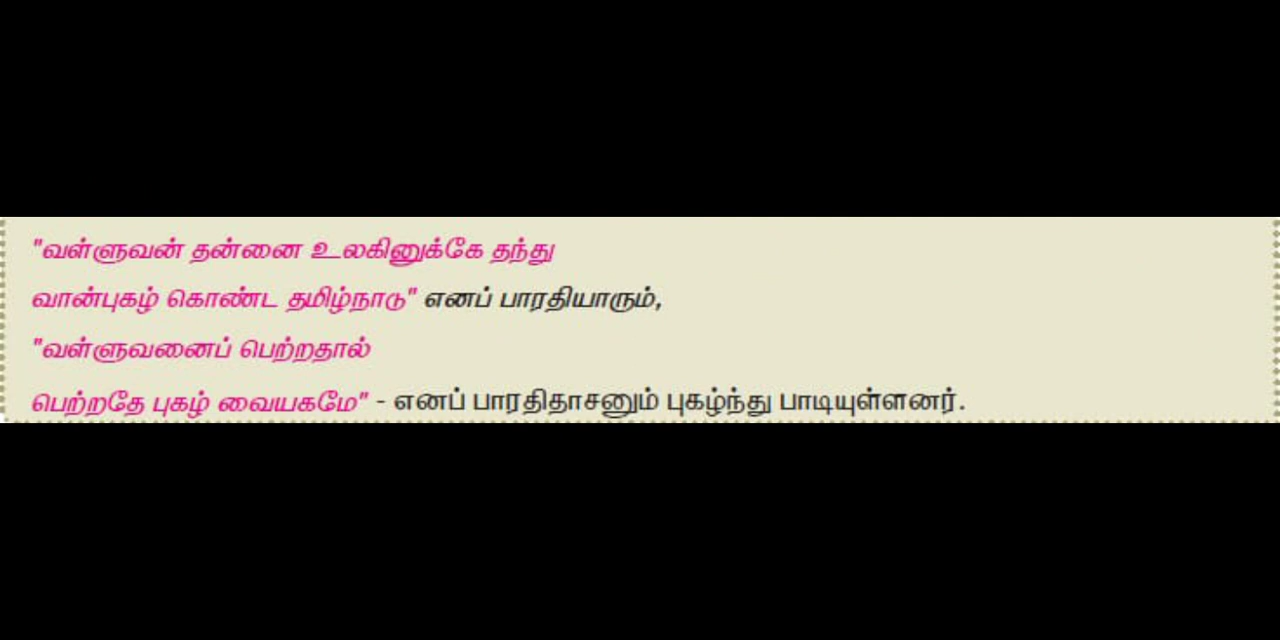 "வள்ளுவன் தன்னை உலகினுக்கே தந்து
வான்புகழ் கொண்ட தமிழ்நாடு" எனப் பாரதியாரும்,
"வள்ளுவனைப் பெற்றதால்
பெற்றதே புகழ் வையகமே" - எனப் பாரதிதாசனும் புகழ்ந்து பாடியுள்ளனர்.